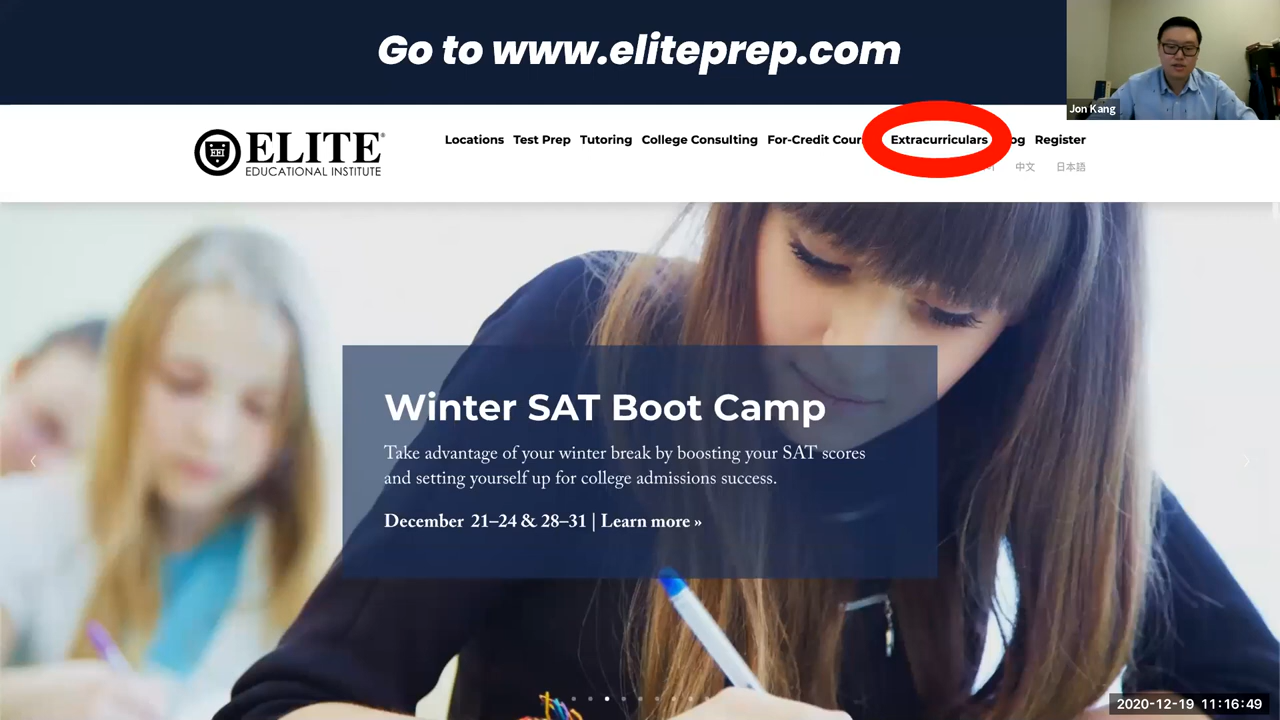 Go to www.eliteprep.com
Jon Kang
ELITE®
EEI
EDUCATIONAL INSTITUTE
Locations Test Prep Tutoring College Consulting For-Credit Cour Extracurriculars og Register
中文 日本語
Winter SAT Boot Camp
Take advantage of your winter break by boosting your SAT scores
and setting yourself up for college admissions success.
December 21–24 & 28–31 | Learn more »
2020-12-19 11:16:49